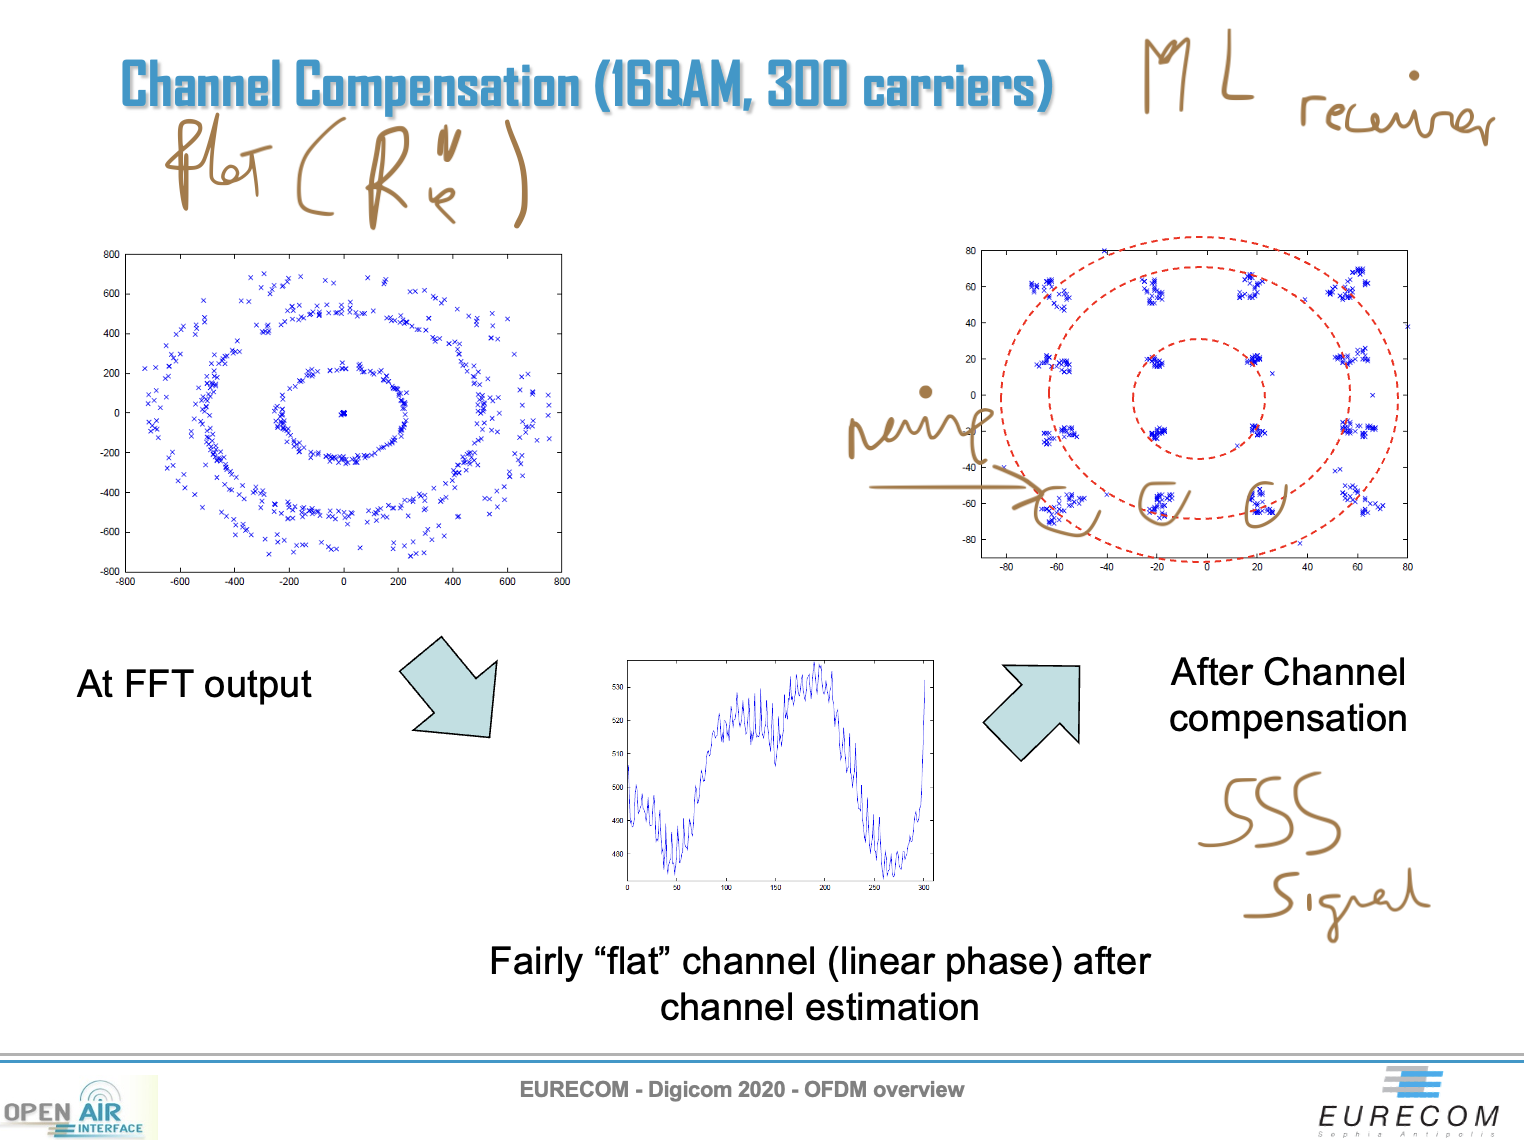 Channel Compensation (16QAM, 300 carriers)
ML
receiver
plot (R
800
600
400
200
0
-200
-400
-600
-800
-800 -600 -400 -200 0 200 400 600 800
80
60
40
20
0
-20
-40
-60
-80
-80 -60 -40 -20 0 20 40 60 80
At FFT output
530
520
510
500
490
480
0 50 100 150 200 250 300
After Channel
compensation
SSS
Signal
Fairly “flat” channel (linear phase) after
channel estimation
EURECOM - Digicom 2020 - OFDM overview
OPEN AIR
INTERFACE
EURECOM
Sophia Antipolis